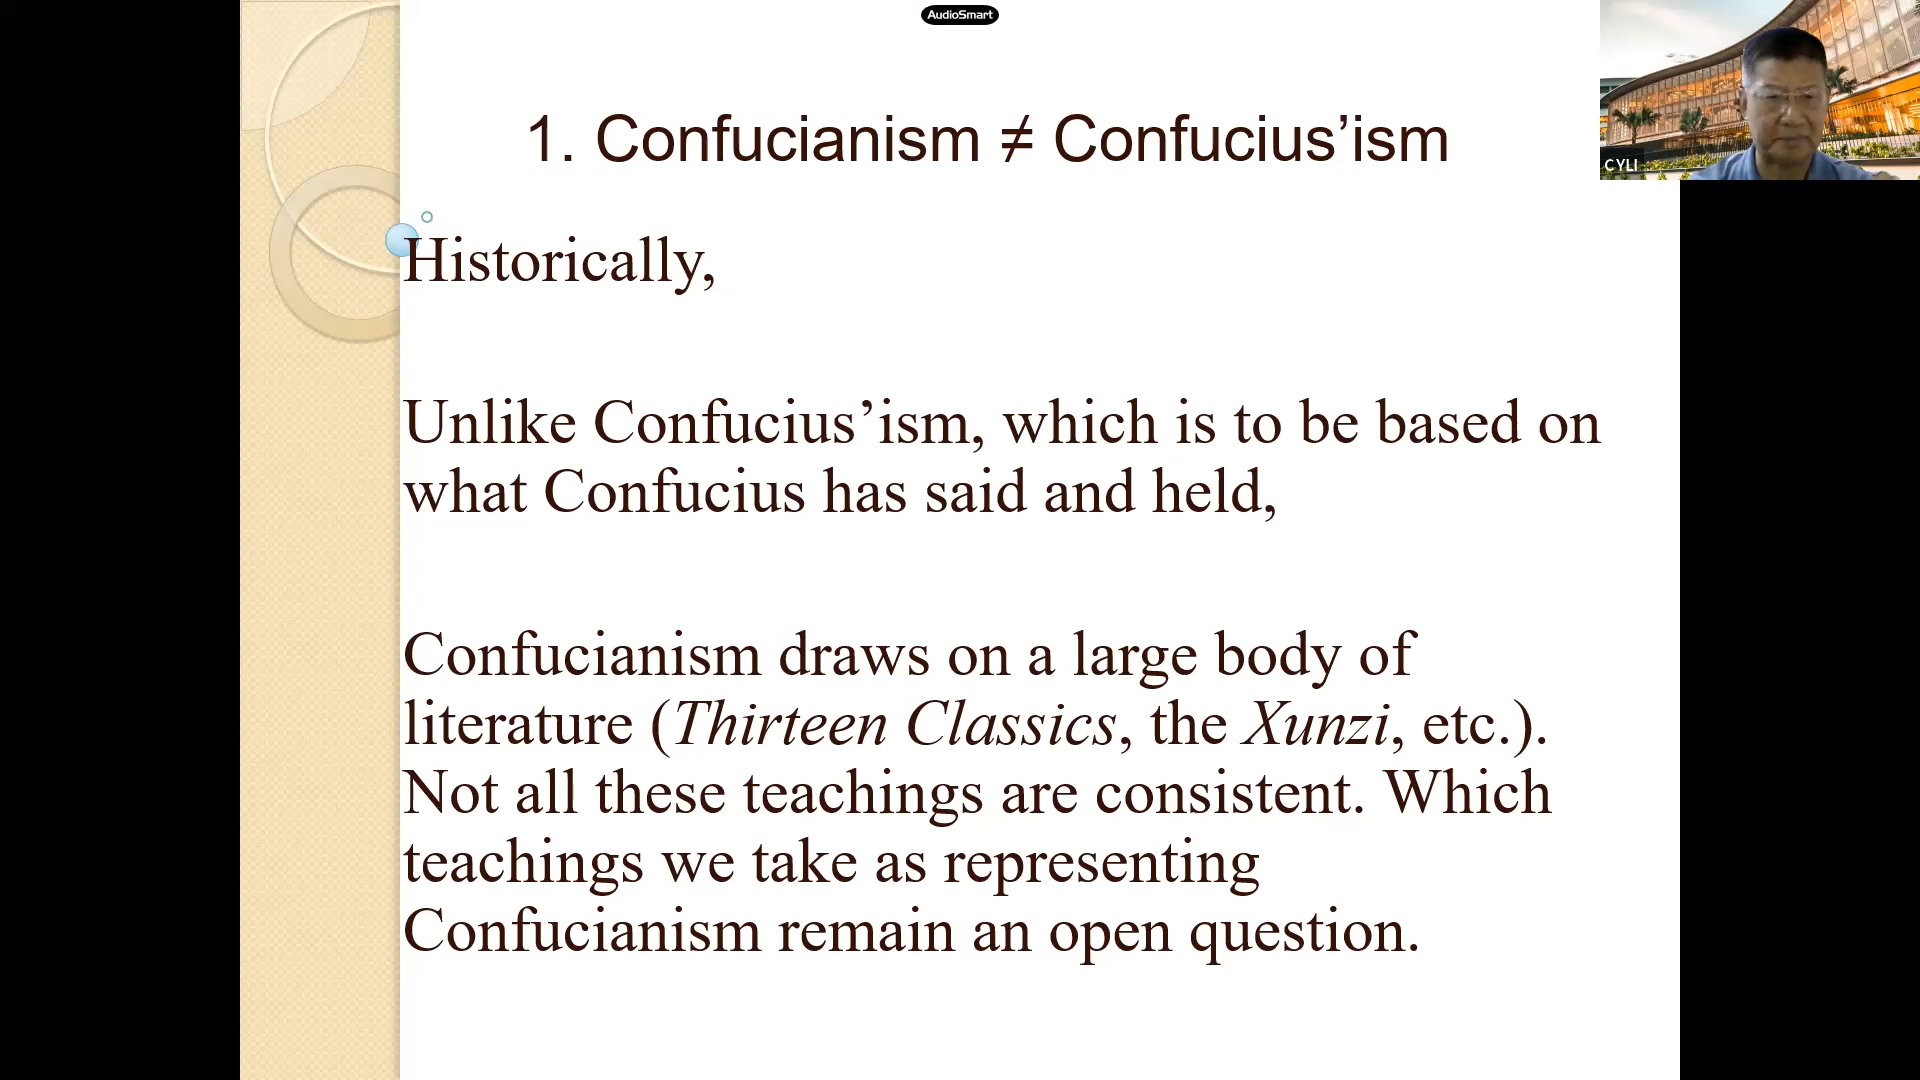 AudioSmart
1. Confucianism ≠ Confucius’ism
CYLI
Historically,
Unlike Confucius’ism, which is to be based on
what Confucius has said and held,
Confucianism draws on a large body of
literature (Thirteen Classics, the Xunzi, etc.).
Not all these teachings are consistent. Which
teachings we take as representing
Confucianism remain an open question.